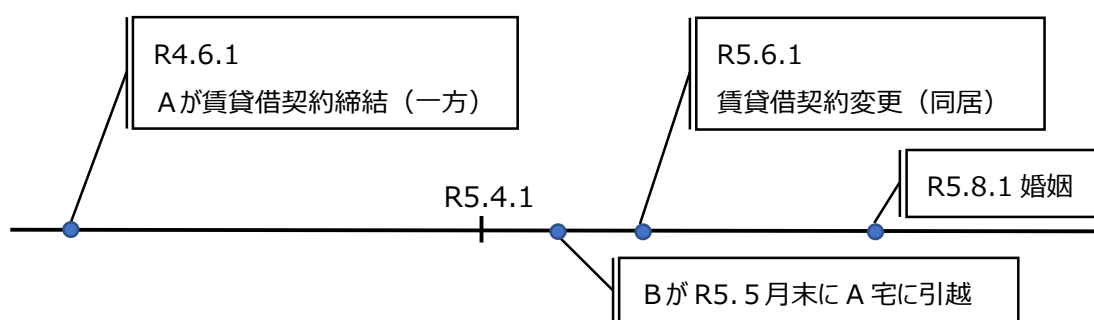 R4.6.1
Aが賃貸借契約締結（一方）
R5.6.1
賃貸借契約変更（同居）
R5.8.1 婚姻
R5.4.1
BがR5.5月末にA宅に引越